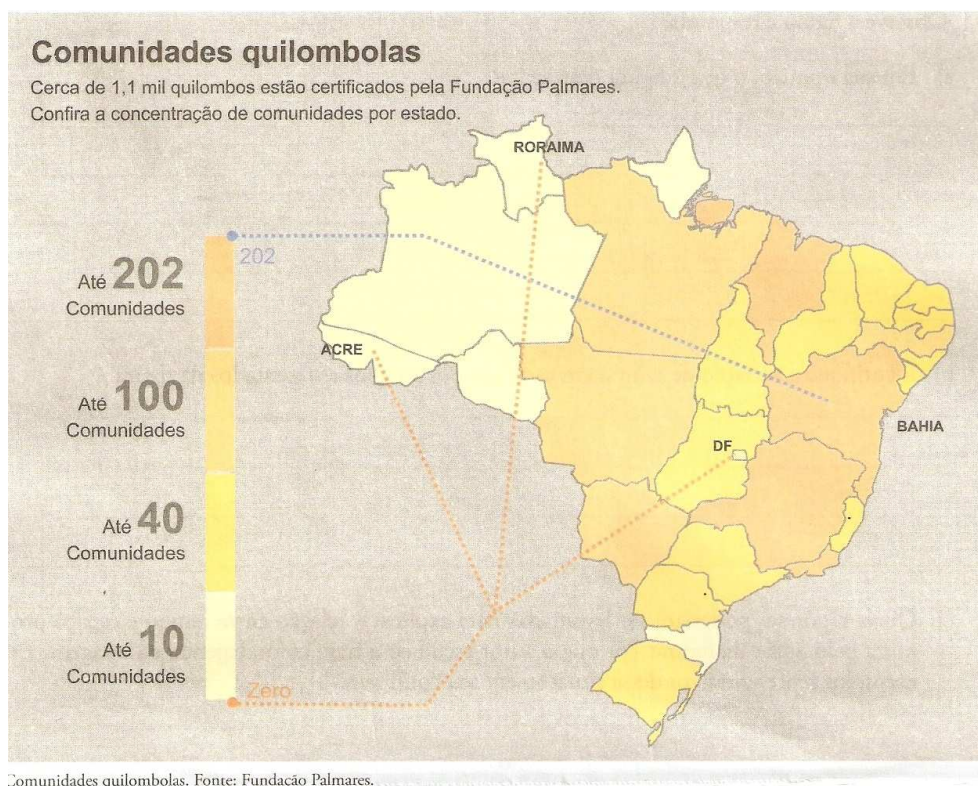 Comunidades quilombolas
Cerca de 1,1 mil quilombos estão certificados pela Fundação Palmares.
Confira a concentração de comunidades por estado.
RORAIMA
202
Até 202
Comunidades
ACRE
Até 100
Comunidades
BAHIA
DF
Até 40
Comunidades
Até 10
Comunidades
Zero
Comunidades quilombolas. Fonte: Fundação Palmares.